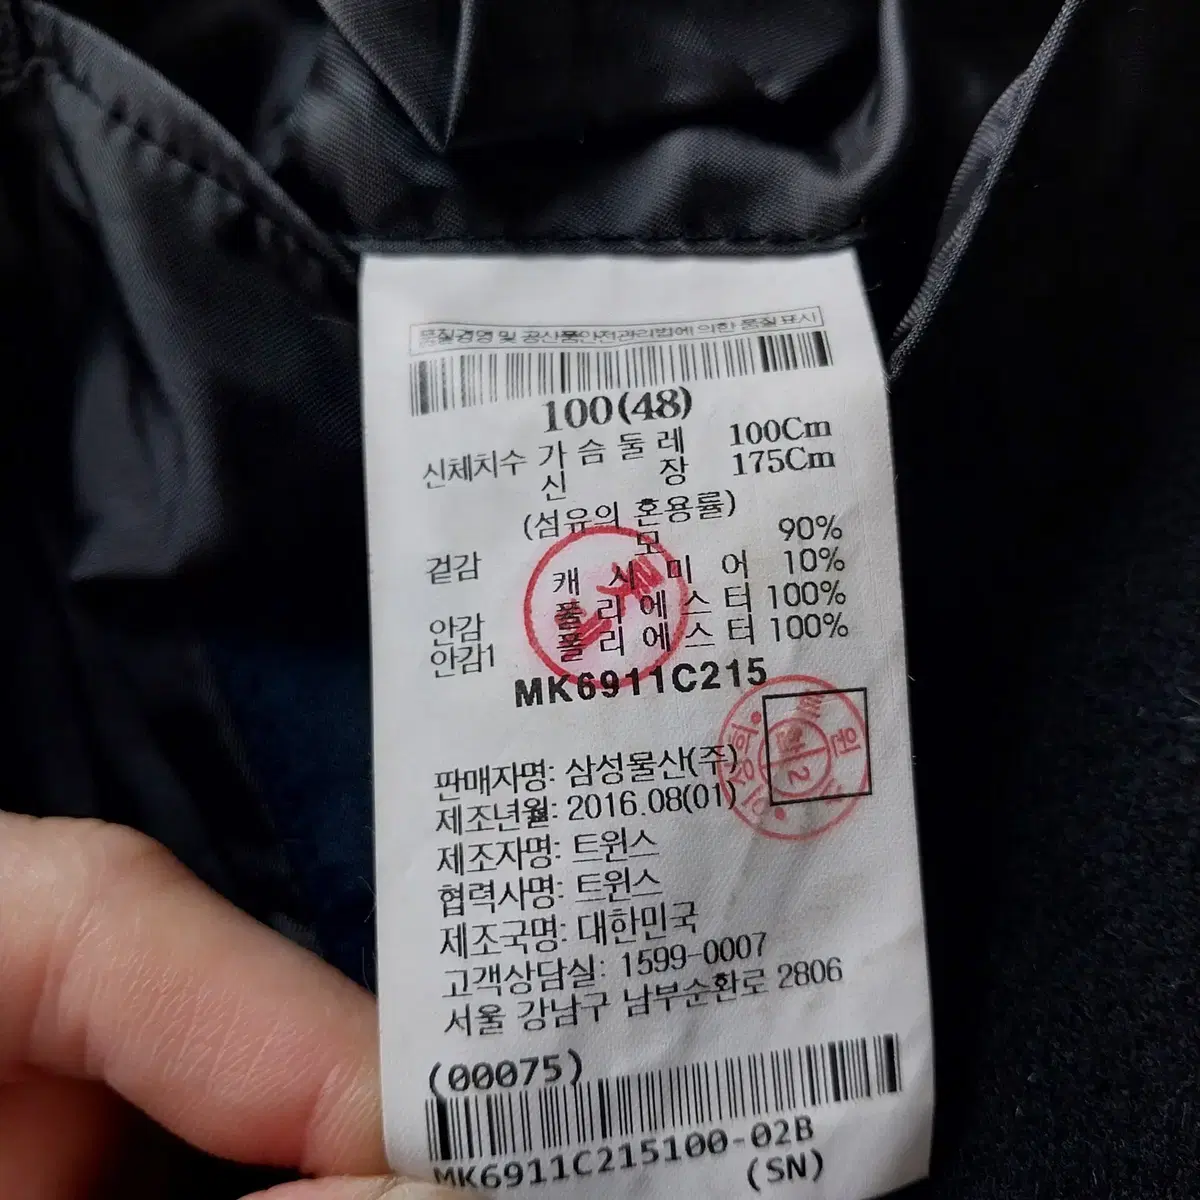 품질경영 및 공산품안전관리법에 의한 품질표시
100(48)
신체치수 가슴둘레 100Cm
신장 175Cm
(섬유의 혼용률)
겉감 모 90%
캐시미어 10%
안감 폴리에스터 100%
안감1 폴리에스터 100%
MK6911C215
판매자명: 삼성물산(주)
제조년월: 2016.08(01)
제조자명: 트윈스
협력사명: 트윈스
제조국명: 대한민국
고객상담실: 1599-0007
서울 강남구 남부순환로 2806
(00075)
MK6911C215100-02B
(SN)